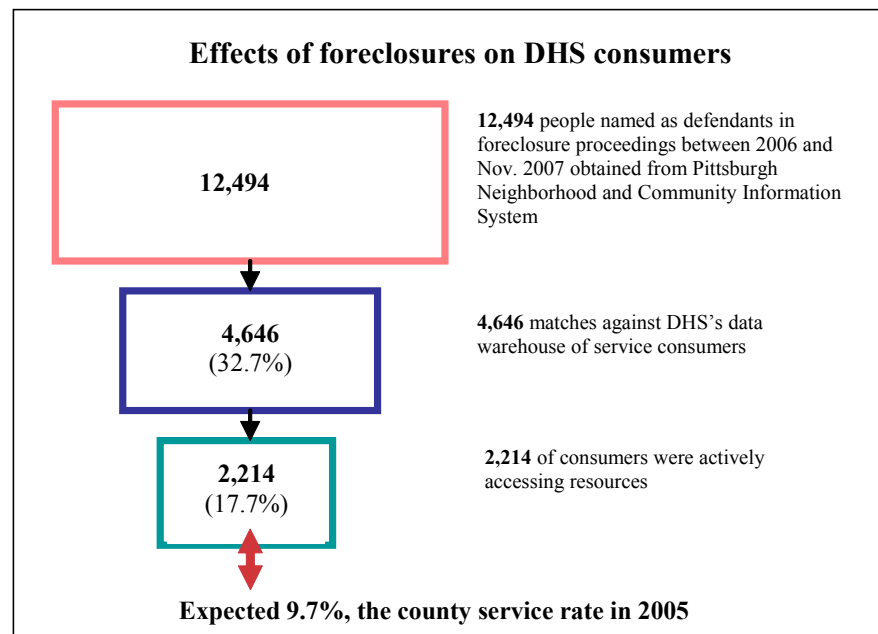 Effects of foreclosures on DHS consumers
12,494
12,494 people named as defendants in
foreclosure proceedings between 2006 and
Nov. 2007 obtained from Pittsburgh
Neighborhood and Community Information
System
4,646
(32.7%)
4,646 matches against DHS’s data
warehouse of service consumers
2,214
(17.7%)
2,214 of consumers were actively
accessing resources
Expected 9.7%, the county service rate in 2005